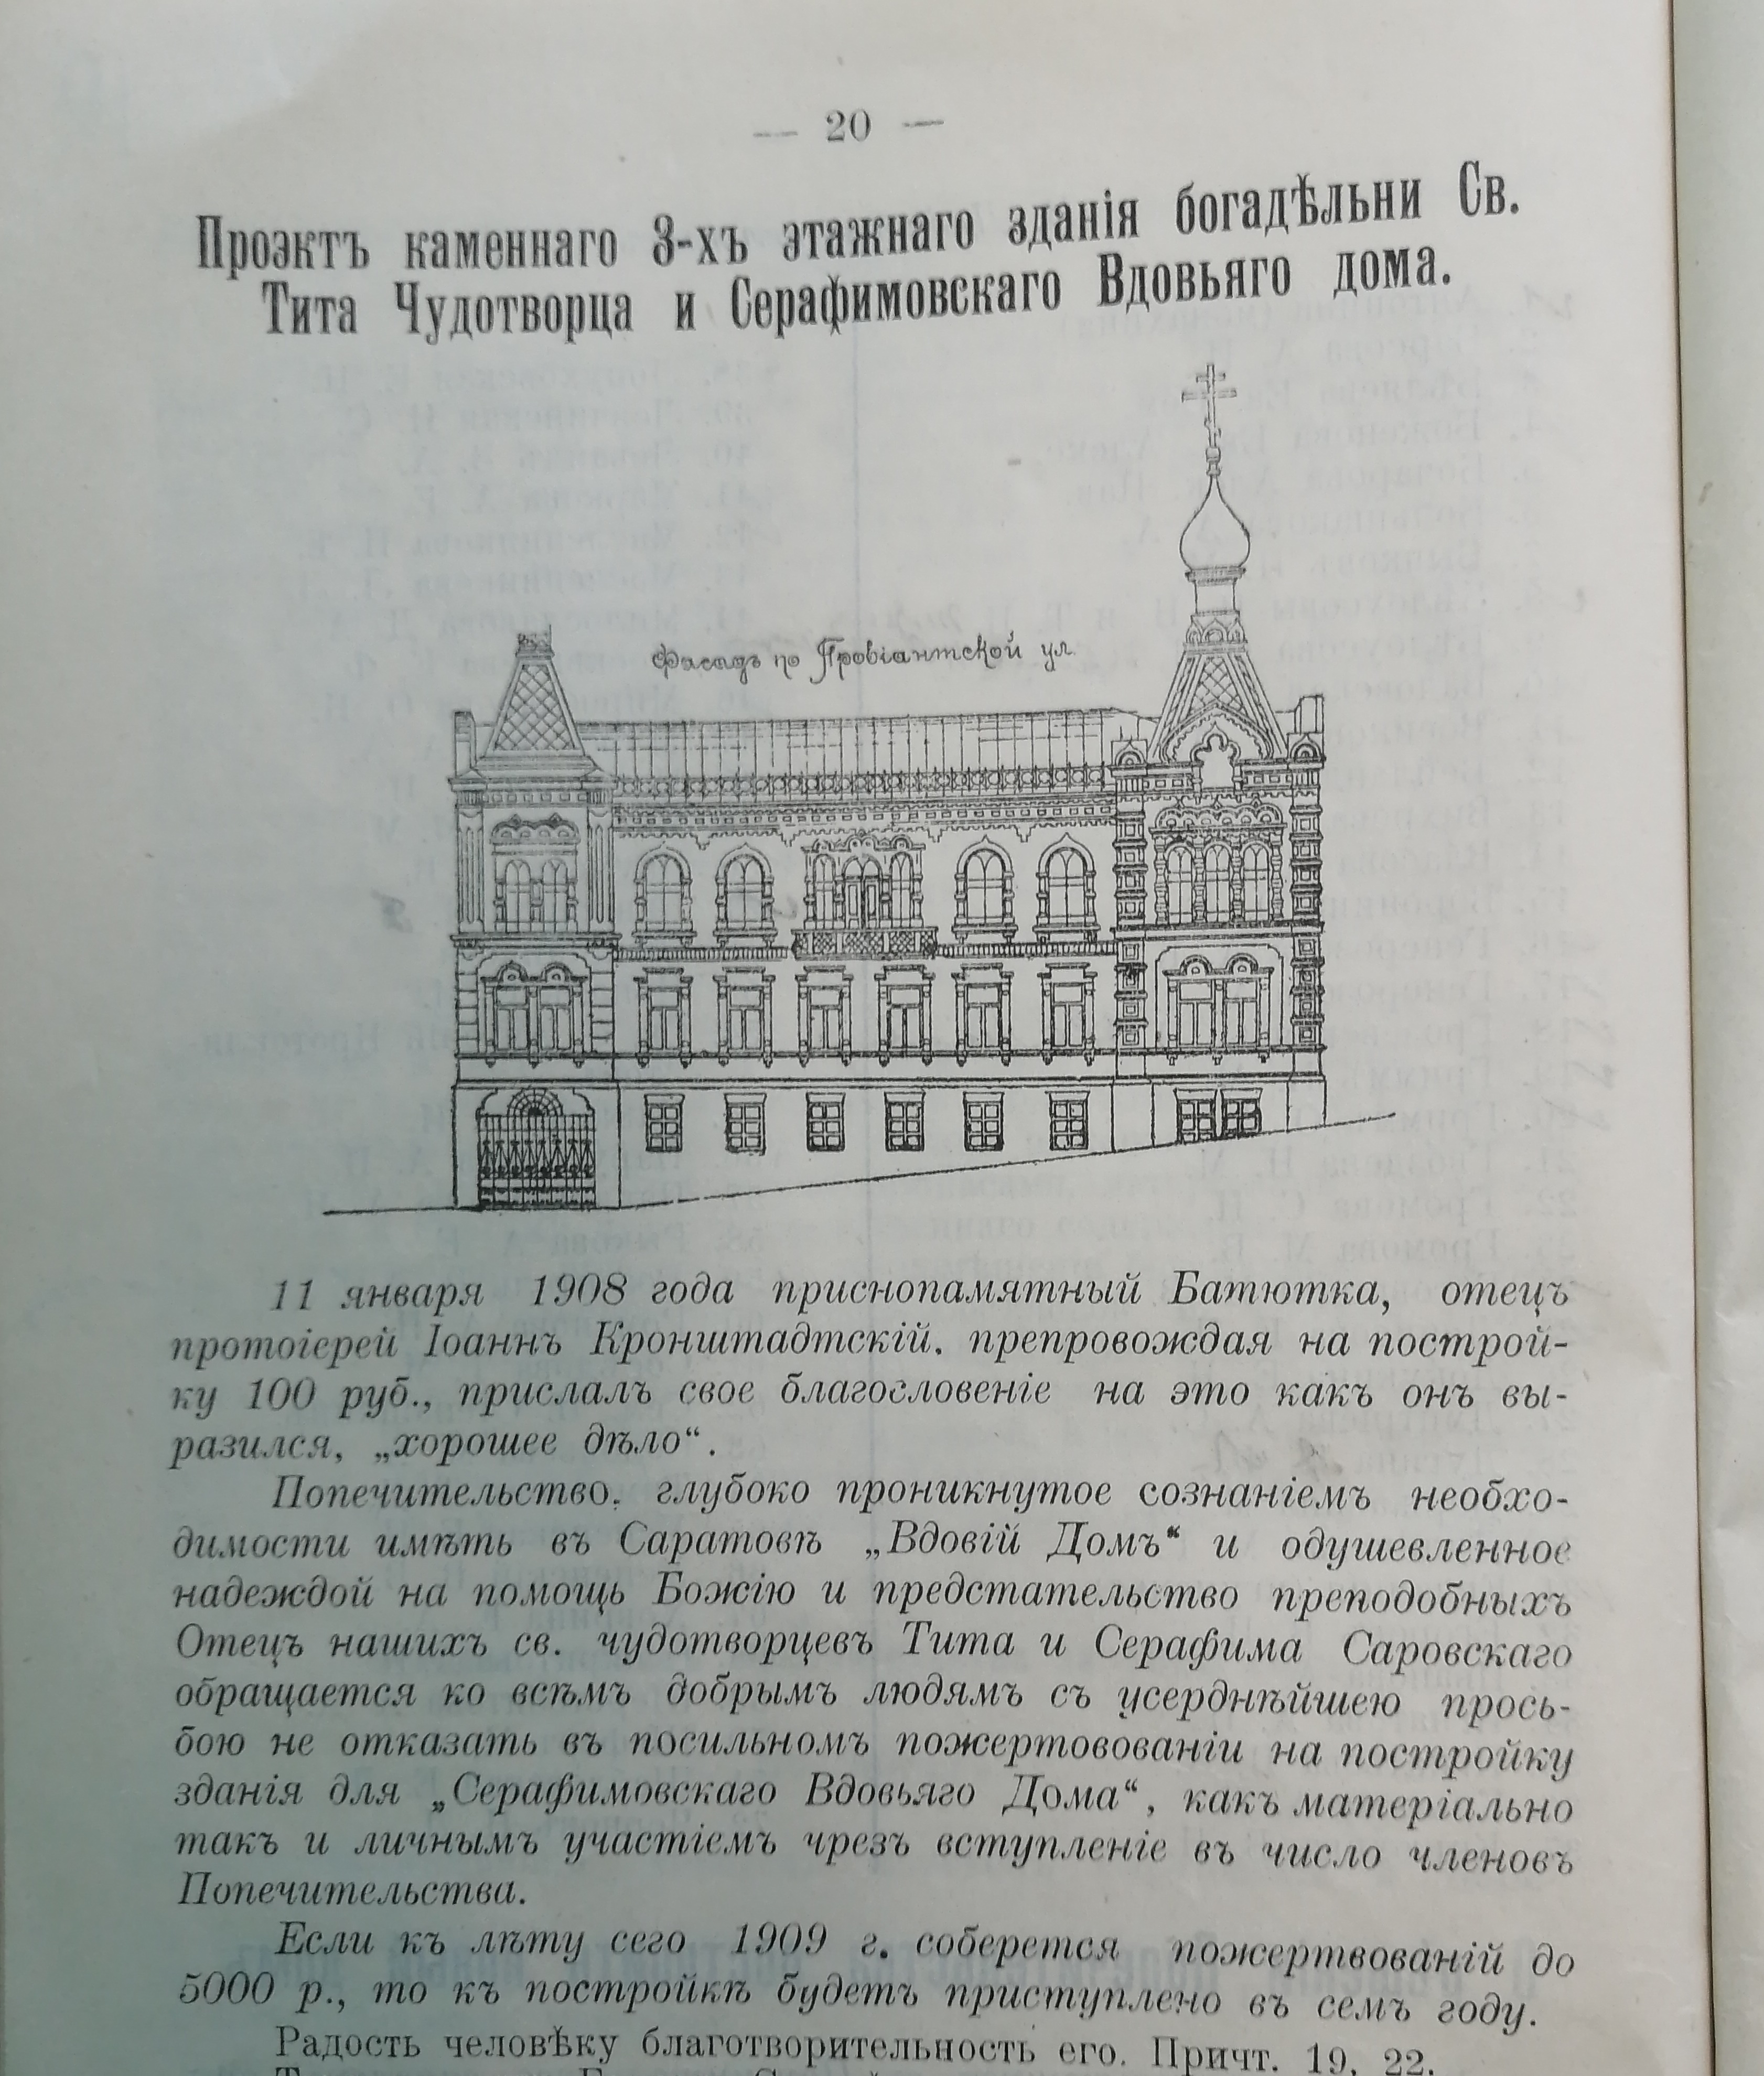 — 20 —
Проэктъ каменнаго 3-хъ этажнаго зданія богадѣльни Св.
Тита Чудотворца и Серафимовскаго Вдовьяго дома.
Фасадъ по Провіантской ул.
11 января 1908 года приснопамятный Батютка, отецъ
протоіерей Іоаннъ Кронштадтскій. препровождая на построй-
ку 100 руб., прислалъ свое благословеніе на это какъ онъ вы-
разился, „хорошее дѣло“.
Попечительство. глубоко проникнутое сознаніемъ необхо-
димости имѣть въ Саратовѣ „Вдовій Домъ“ и одушевленное
надеждой на помощь Божію и предстательство преподобныхъ
Отецъ нашихъ св. чудотворцевъ Тита и Серафима Саровскаго
обращается ко всѣмъ добрымъ людямъ съ усерднѣйшею прось-
бою не отказать въ посильномъ пожертовованіи на постройку
зданія для „Серафимовскаго Вдовьяго Дома“, какъ матеріально
такъ и личнымъ участіемъ чрезъ вступленіе въ число членовъ
Попечительства.
Если къ лѣту сего 1909 г. соберется пожертвованій до
5000 р., то къ постройкѣ будетъ приступлено въ семъ году.
Радость человѣку благотворительность его. Притч. 19, 22.